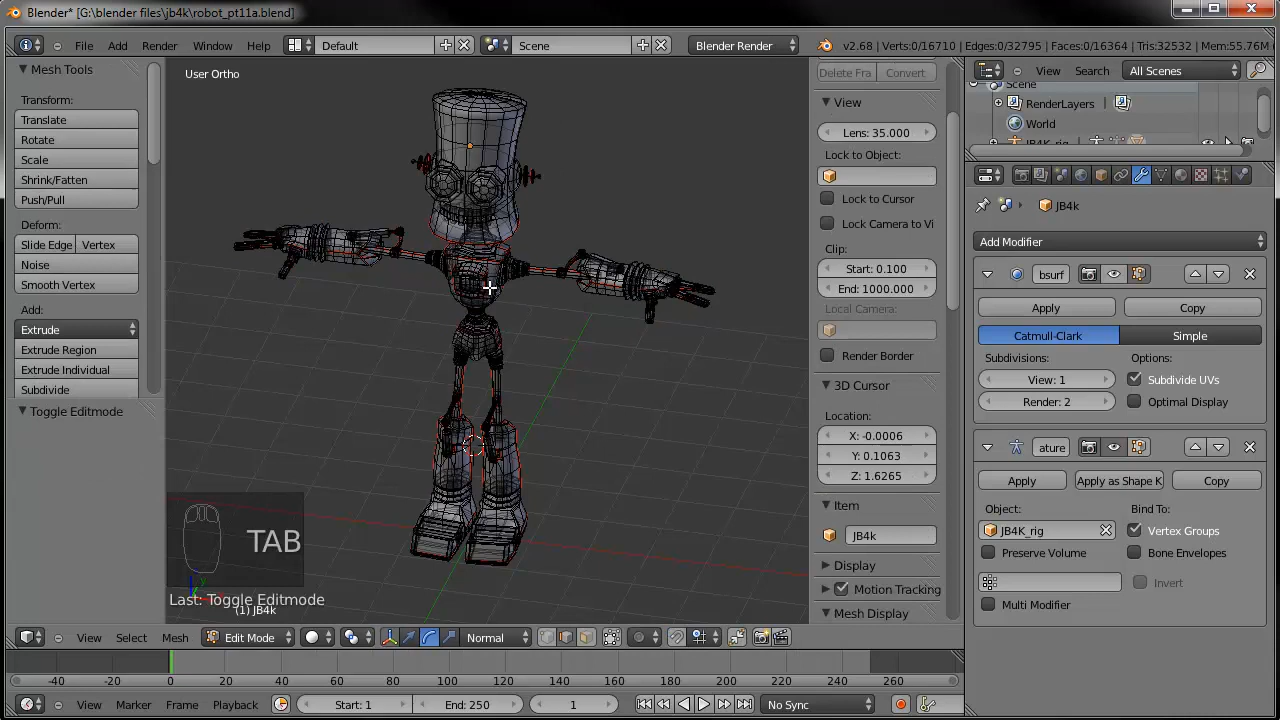 Blender* [G:\blender files\jb4k\robot_pt11a.blend]
File Add Render Window Help Default Scene Blender Render v2.68 | Verts:0/16710 | Edges:0/32795 | Faces:0/16364 | Tris:32532 | Mem:55.76M
Mesh Tools
Transform:
Translate
Rotate
Scale
Shrink/Fatten
Push/Pull
Deform:
Slide Edge Vertex
Noise
Smooth Vertex
Add:
Extrude
Extrude Region
Extrude Individual
Subdivide
Toggle Editmode
User Ortho
TAB
Last: Toggle Editmode
(1) JB4k
y
Delete Fra Convert
View
Lens: 35.000
Lock to Object:
Lock to Cursor
Lock Camera to Vi
Clip:
Start: 0.100
End: 1000.000
Local Camera:
Render Border
3D Cursor
Location:
X: -0.0006
Y: 0.1063
Z: 1.6265
Item
JB4k
Display
Motion Tracking
Mesh Display
View Search All Scenes
Scene
RenderLayers
World
JB4K_rig
JB4k
Add Modifier
bsurf
Apply Copy
Catmull-Clark Simple
Subdivisions: Options:
View: 1 Subdivide UVs
Render: 2 Optimal Display
ature
Apply Apply as Shape K Copy
Object: Bind To:
JB4K_rig Vertex Groups
Preserve Volume Bone Envelopes
Invert
Multi Modifier
View Select Mesh Edit Mode Normal
-40 -20 0 20 40 60 80 100 120 140 160 180 200 220 240 260
View Marker Frame Playback Start: 1 End: 250 1 No Sync